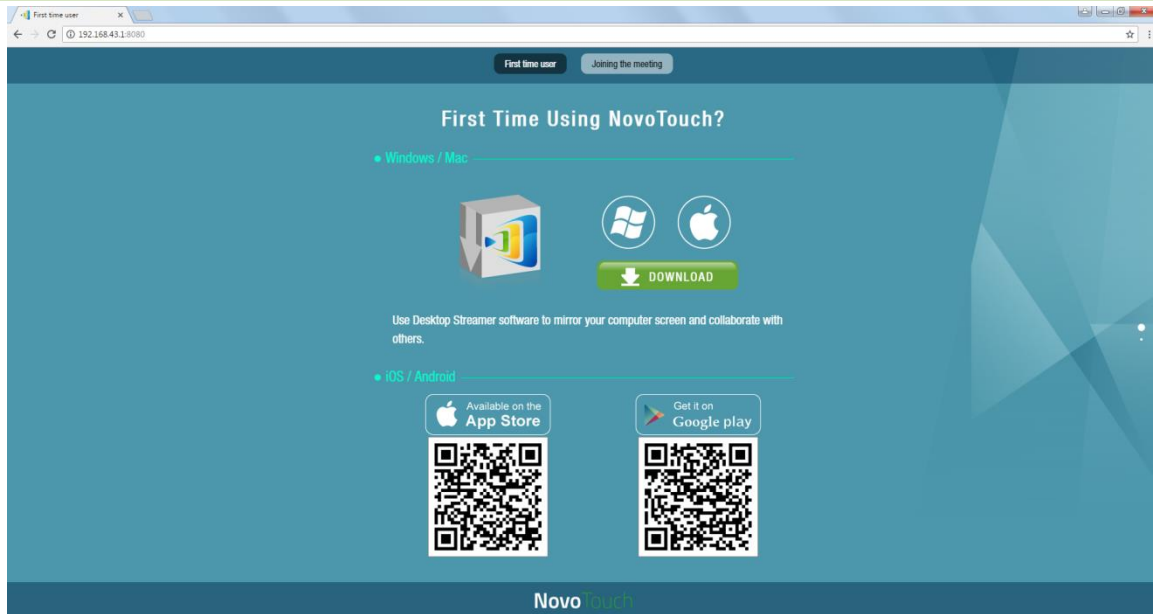 First time user
192.168.43.1:8080
First time user
Joining the meeting
First Time Using NovoTouch?
Windows / Mac
DOWNLOAD
Use Desktop Streamer software to mirror your computer screen and collaborate with
others.
iOS / Android
Available on the
App Store
Get it on
Google play
NovoTouch